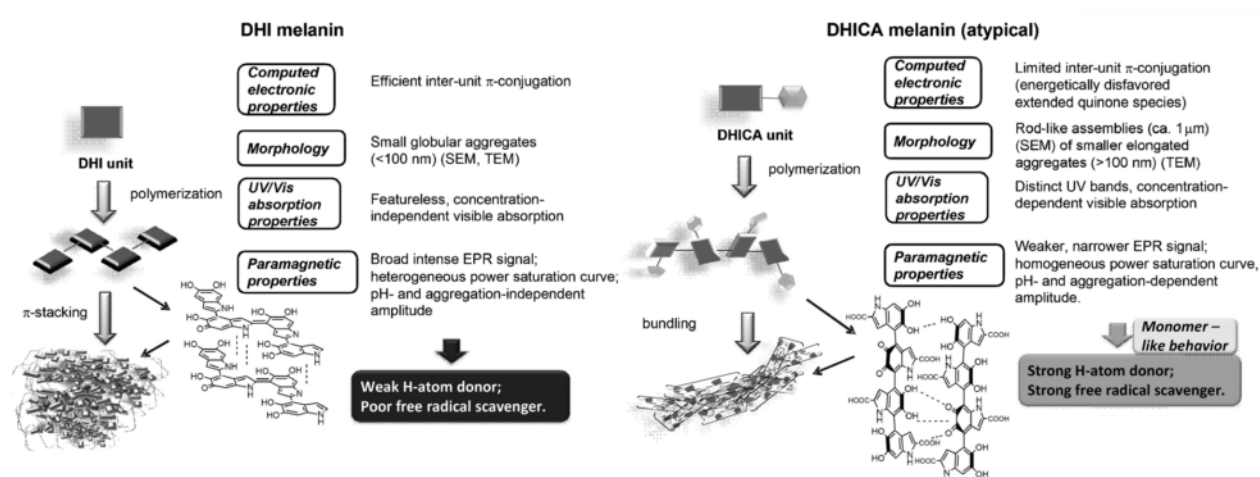 DHI melanin
Computed
electronic
properties
Efficient inter-unit π-conjugation
DHI unit
Morphology
Small globular aggregates
(<100 nm) (SEM, TEM)
polymerization
UV/Vis
absorption
properties
Featureless, concentration-
independent visible absorption
Paramagnetic
properties
Broad intense EPR signal;
heterogeneous power saturation curve;
pH- and aggregation-independent
amplitude
π-stacking
Weak H-atom donor;
Poor free radical scavenger.
DHICA melanin (atypical)
Computed
electronic
properties
Limited inter-unit π-conjugation
(energetically disfavored
extended quinone species)
DHICA unit
Morphology
Rod-like assemblies (ca. 1μm)
(SEM) of smaller elongated
aggregates (>100 nm) (TEM)
polymerization
UV/Vis
absorption
properties
Distinct UV bands, concentration-
dependent visible absorption
Paramagnetic
properties
Weaker, narrower EPR signal;
homogeneous power saturation curve,
pH- and aggregation-dependent
amplitude.
bundling
Monomer –
like behavior
Strong H-atom donor;
Strong free radical scavenger.